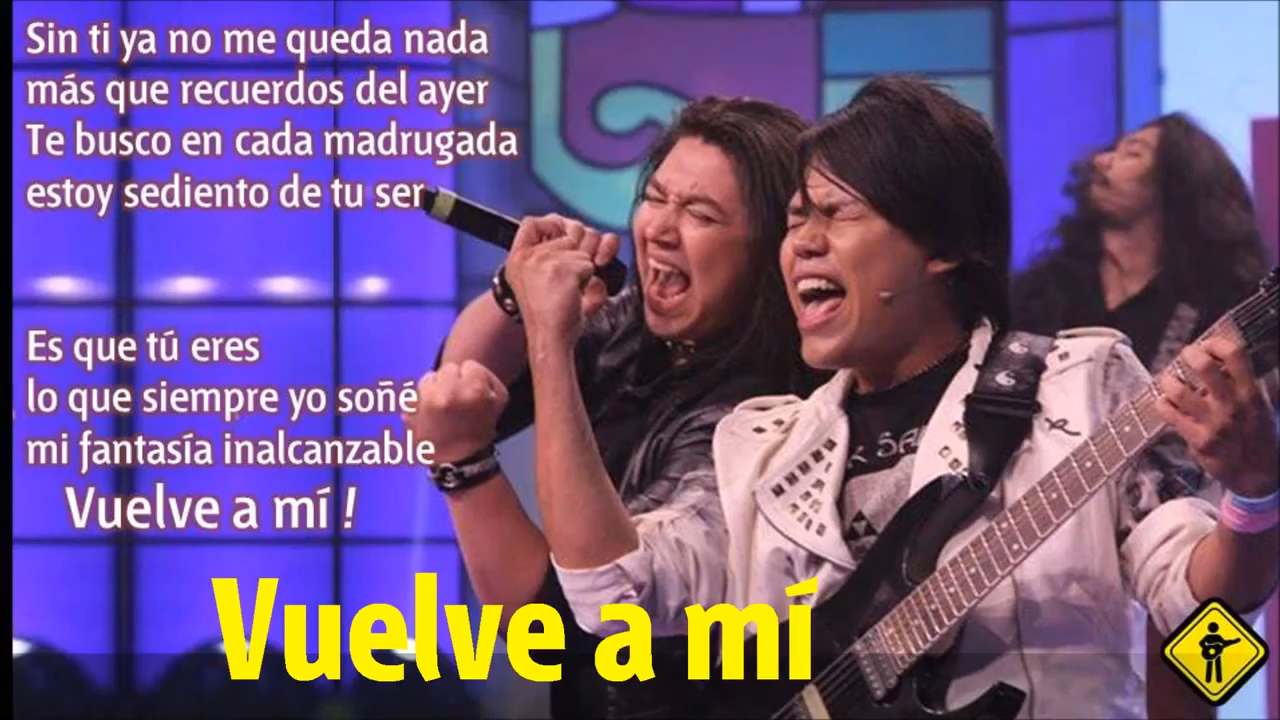 Sin ti ya no me queda nada
más que recuerdos del ayer
Te busco en cada madrugada
estoy sediento de tu ser
Es que tú eres
lo que siempre yo soñé
mi fantasía inalcanzable
Vuelve a mí !
Vuelve a mí